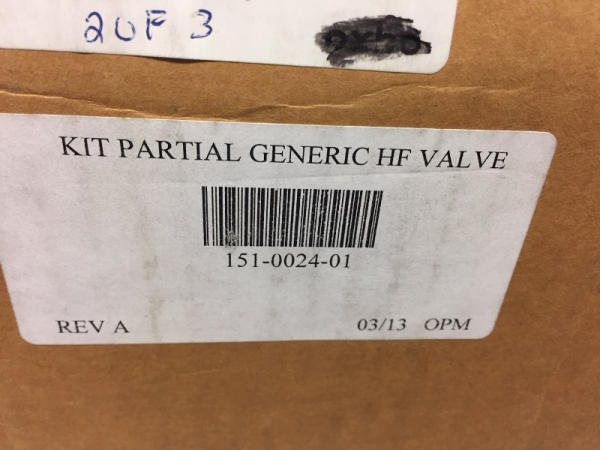 2 OF 3
KIT PARTIAL GENERIC HF VALVE
151-0024-01
REV A
03/13 OPM